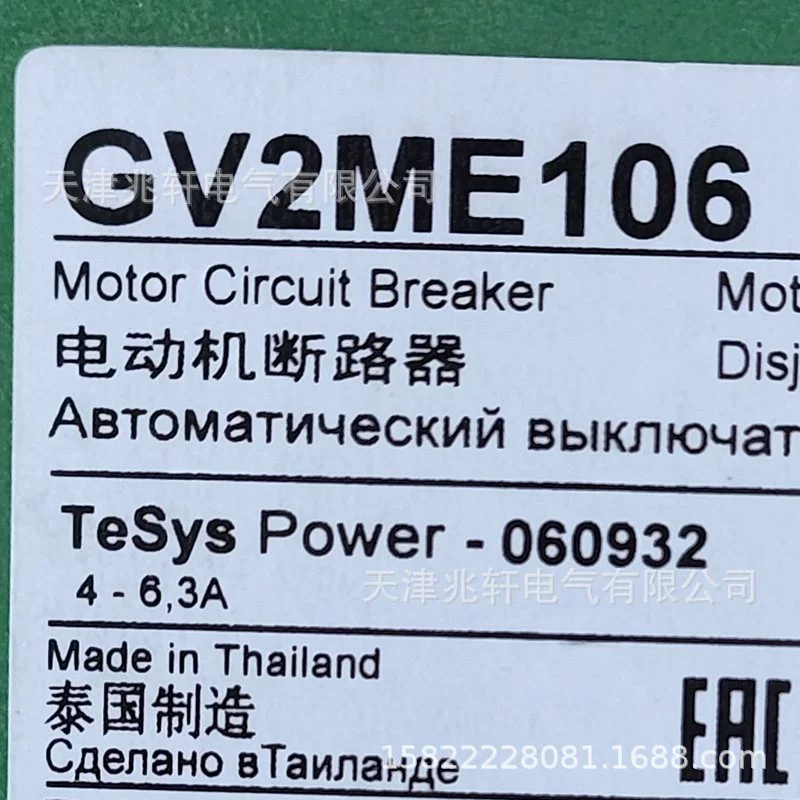 GV2ME106
天津兆轩电气有限公司
Motor Circuit Breaker
Mot
电动机断路器
Disj
Автоматический выключат
TeSys Power - 060932
4 - 6,3A
天津兆轩电气有限公司
Made in Thailand
泰国制造
EAC
Сделано вТаиланде
15822228081.1688.com